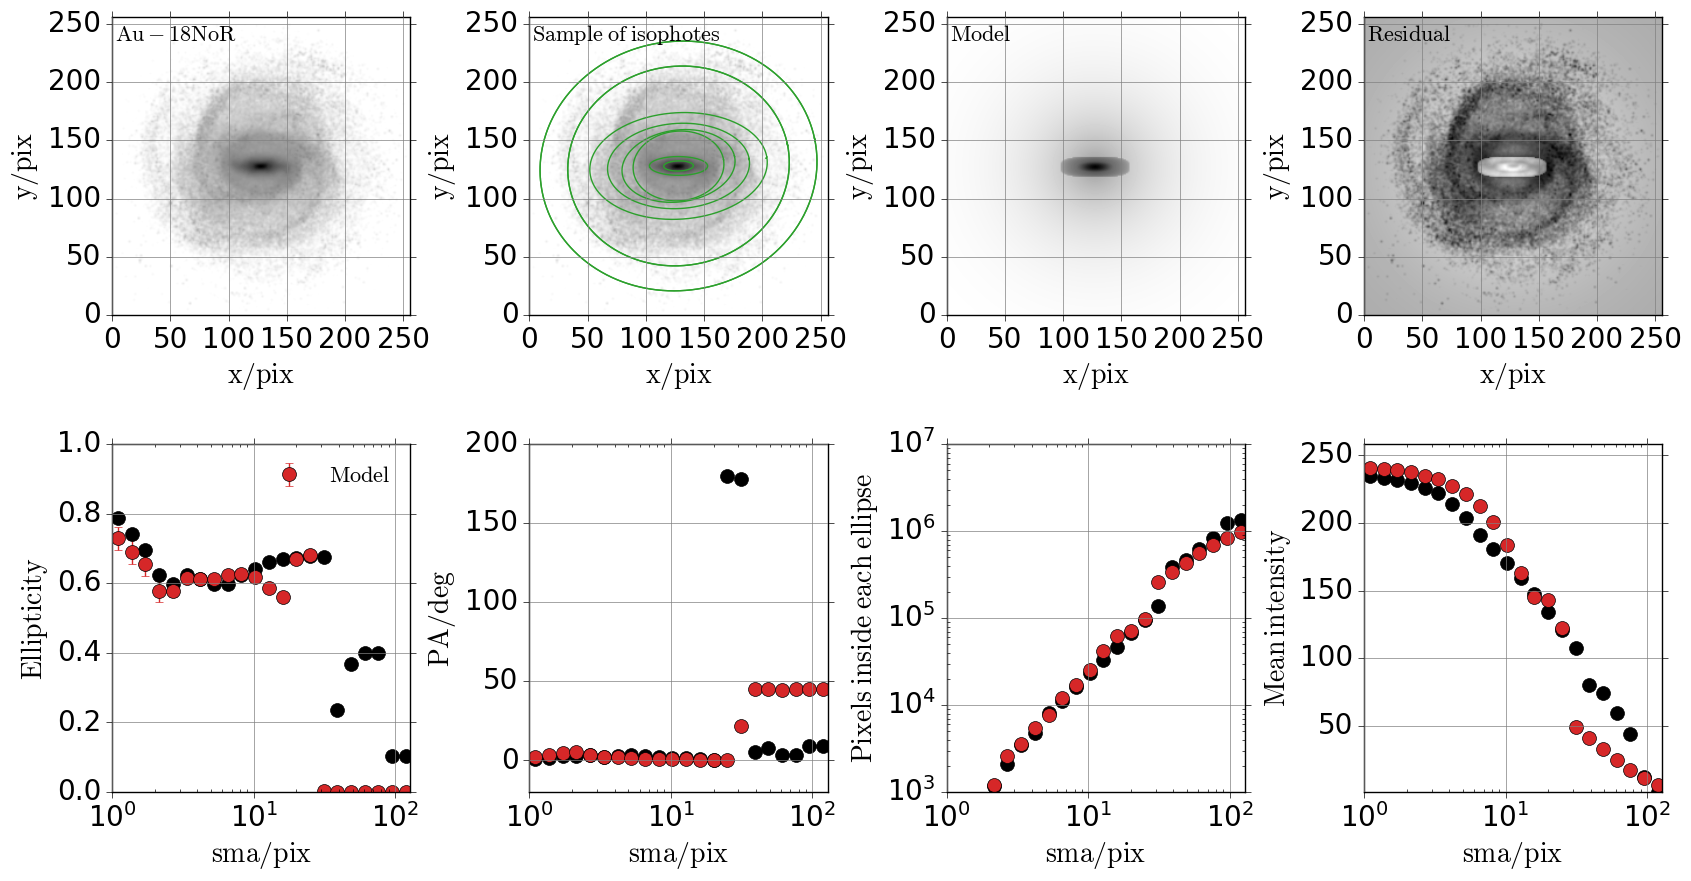 Au − 18NoR
250
200
150
100
50
0
0 50 100 150 200 250
y/pix
x/pix
Sample of isophotes
250
200
150
100
50
0
0 50 100 150 200 250
y/pix
x/pix
Model
250
200
150
100
50
0
0 50 100 150 200 250
y/pix
x/pix
Residual
250
200
150
100
50
0
0 50 100 150 200 250
y/pix
x/pix
Model
1.0
0.8
0.6
0.4
0.2
0.0
10^0 10^1 10^2
Ellipticity
sma/pix
200
150
100
50
0
10^0 10^1 10^2
PA/deg
sma/pix
10^7
10^6
10^5
10^4
10^3
10^0 10^1 10^2
Pixels inside each ellipse
sma/pix
250
200
150
100
50
10^0 10^1 10^2
Mean intensity
sma/pix